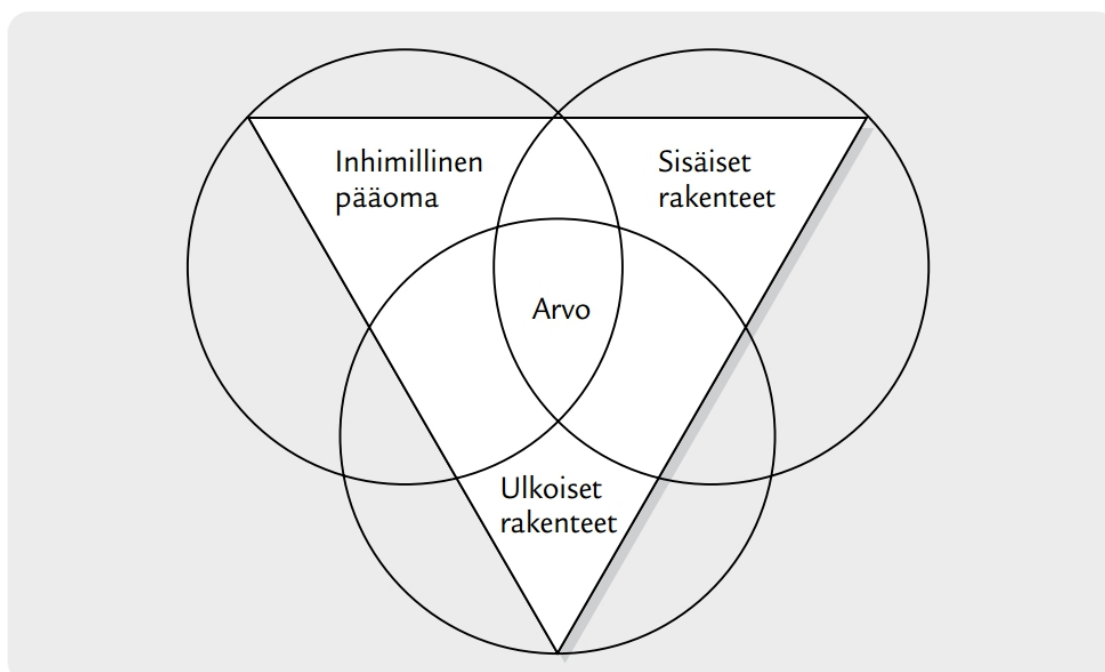 Inhimillinen
pääoma
Sisäiset
rakenteet
Arvo
Ulkoiset
rakenteet